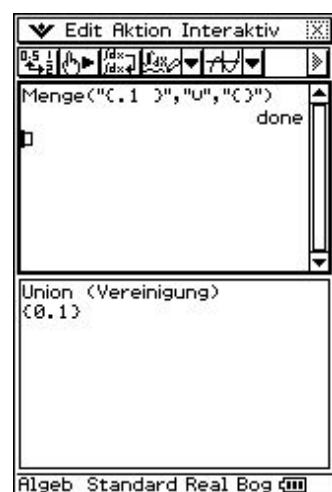 Edit Aktion Interaktiv
Menge("{.1 }","U","{}")
done
Union (Vereinigung)
{0.1}
Algeb Standard Real Bog